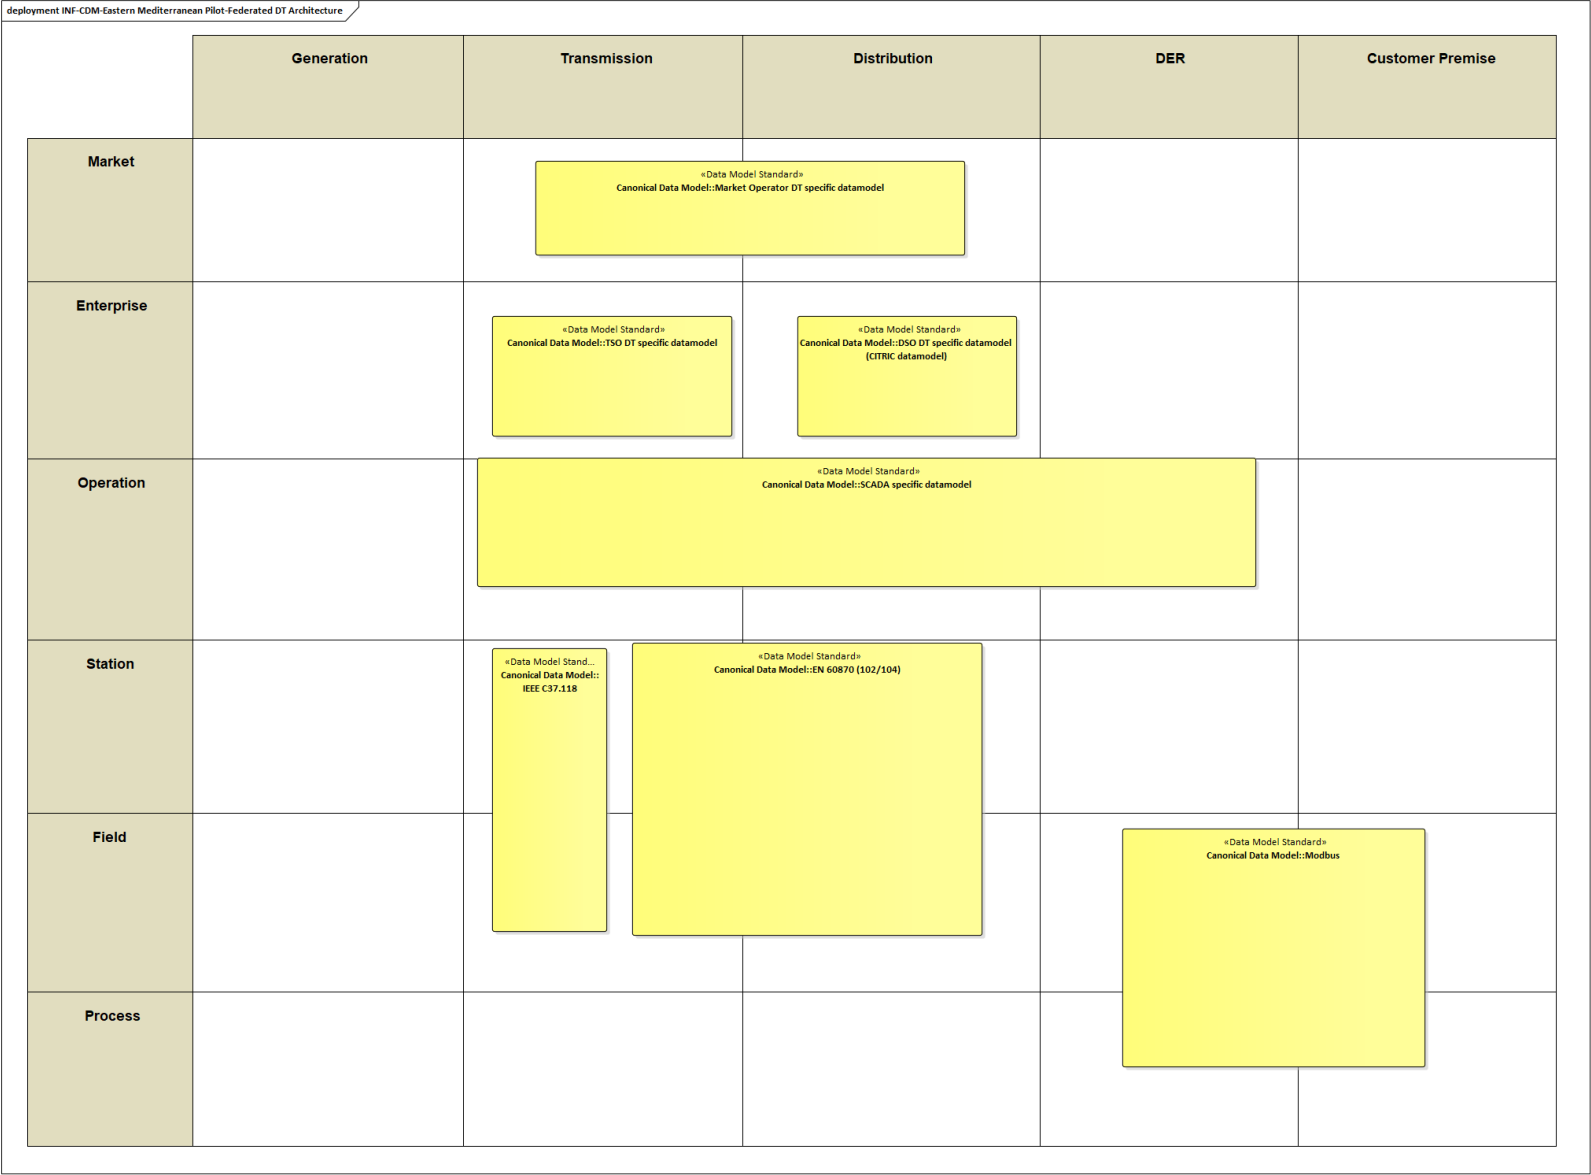 deployment INF-CDM-Eastern Mediterranean Pilot-Federated DT Architecture
Generation
Transmission
Distribution
DER
Customer Premise
Market
«Data Model Standard»
Canonical Data Model::Market Operator DT specific datamodel
Enterprise
«Data Model Standard»
Canonical Data Model::TSO DT specific datamodel
«Data Model Standard»
Canonical Data Model::DSO DT specific datamodel
(CITRIC datamodel)
Operation
«Data Model Standard»
Canonical Data Model::SCADA specific datamodel
Station
«Data Model Stand...
Canonical Data Model::
IEEE C37.118
«Data Model Standard»
Canonical Data Model::EN 60870 (102/104)
Field
«Data Model Standard»
Canonical Data Model::Modbus
Process